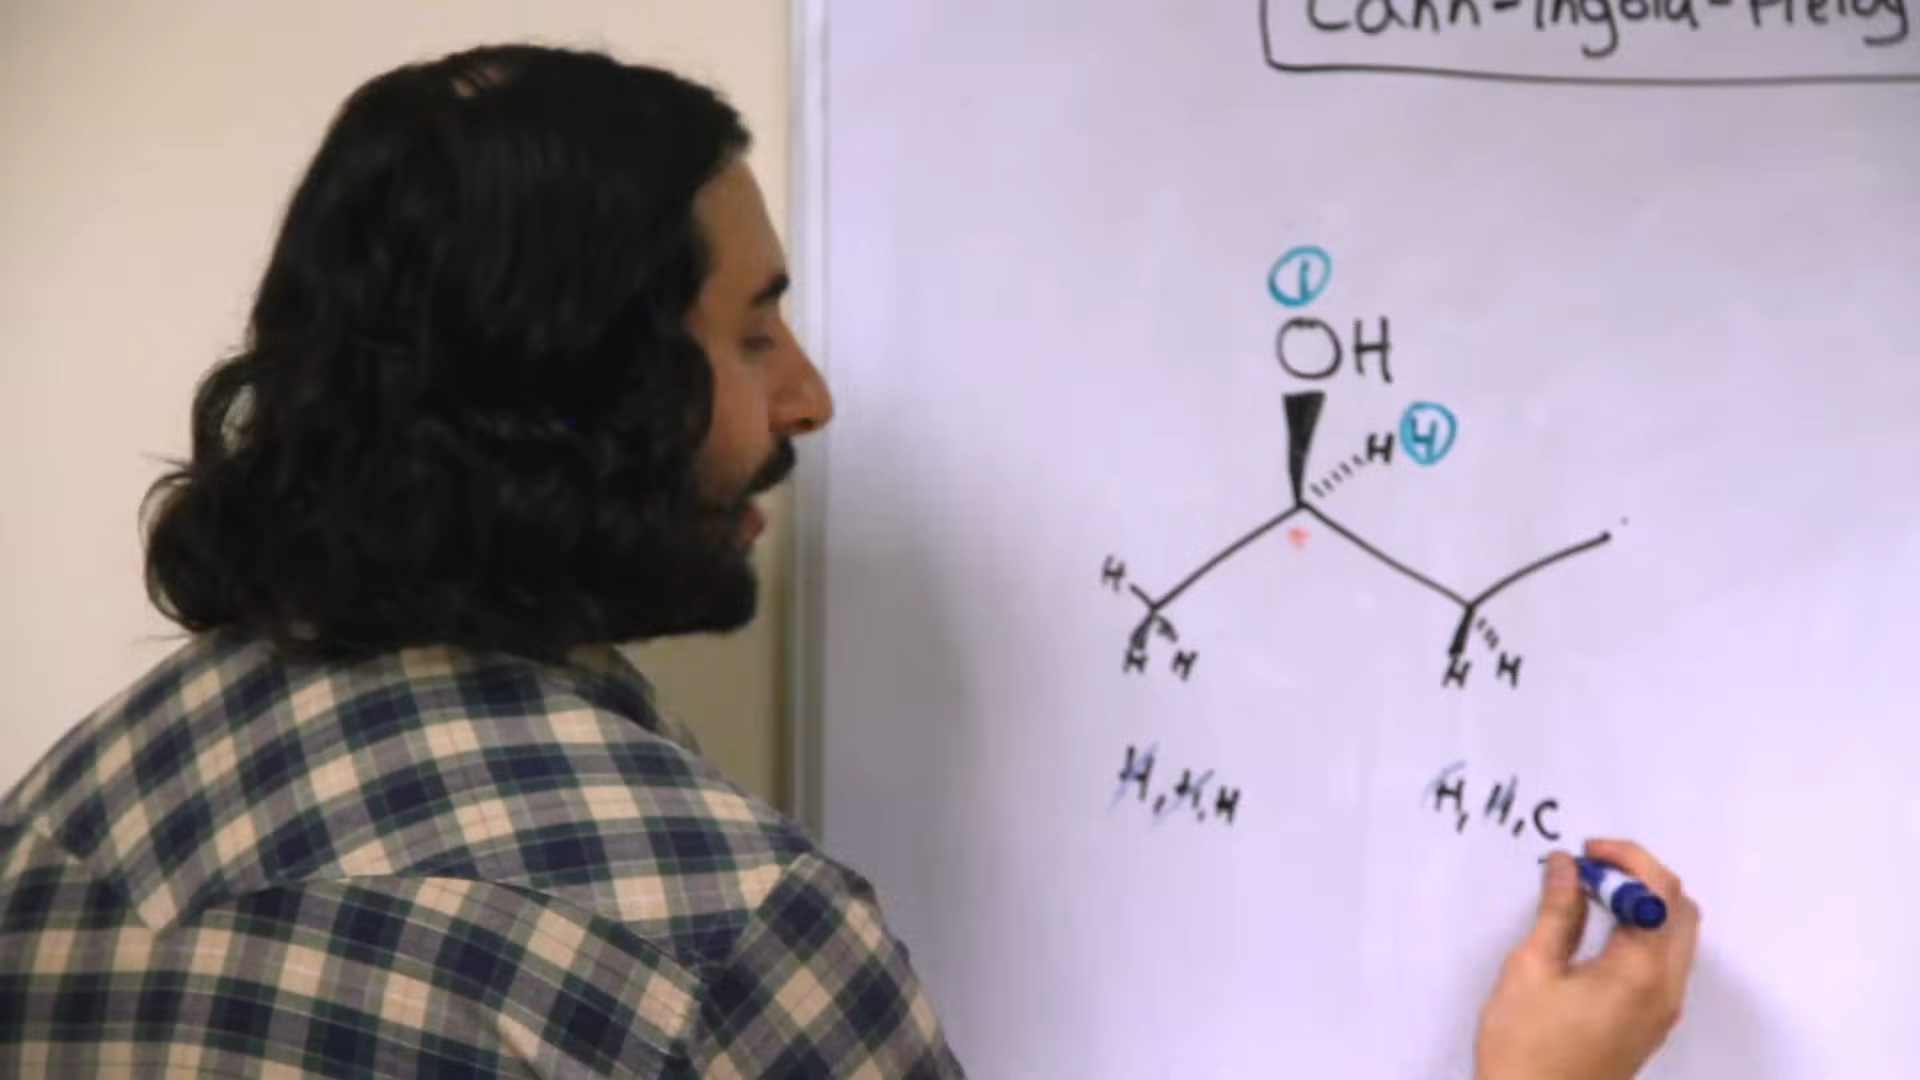 Cahn-Ingold-Prelog
1
OH
H 4
H
H H
H H
H, H, H
H, H, C